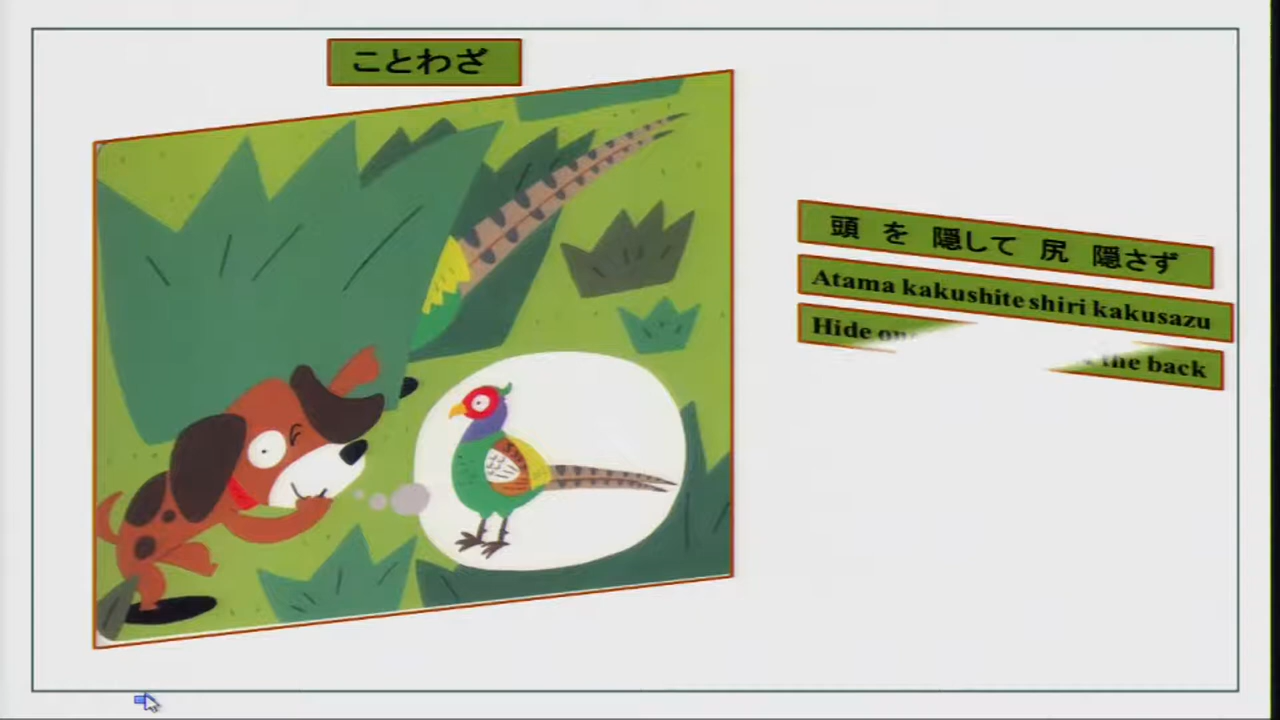 ことわざ
頭 を 隠して 尻 隠さず
Atama kakushite shiri kakusazu
Hide the back